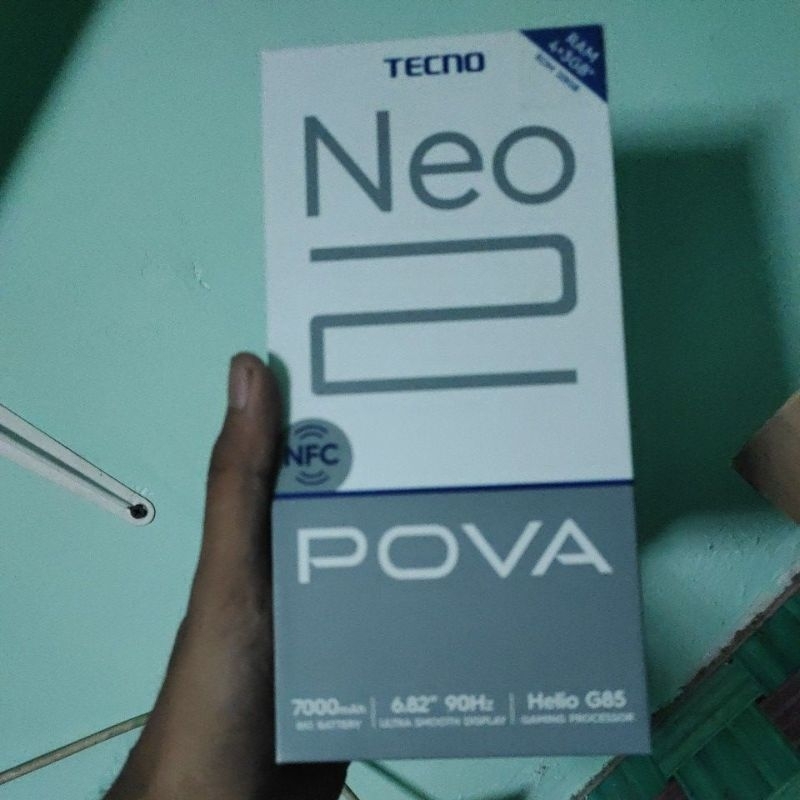 TECNO
RAM
4+3GB*
Neo
2
NFC
POVA
7000mAh
BIG BATTERY
6.82" 90Hz
ULTRA SMOOTH DISPLAY
Helio G85
GAMING PROCESSOR